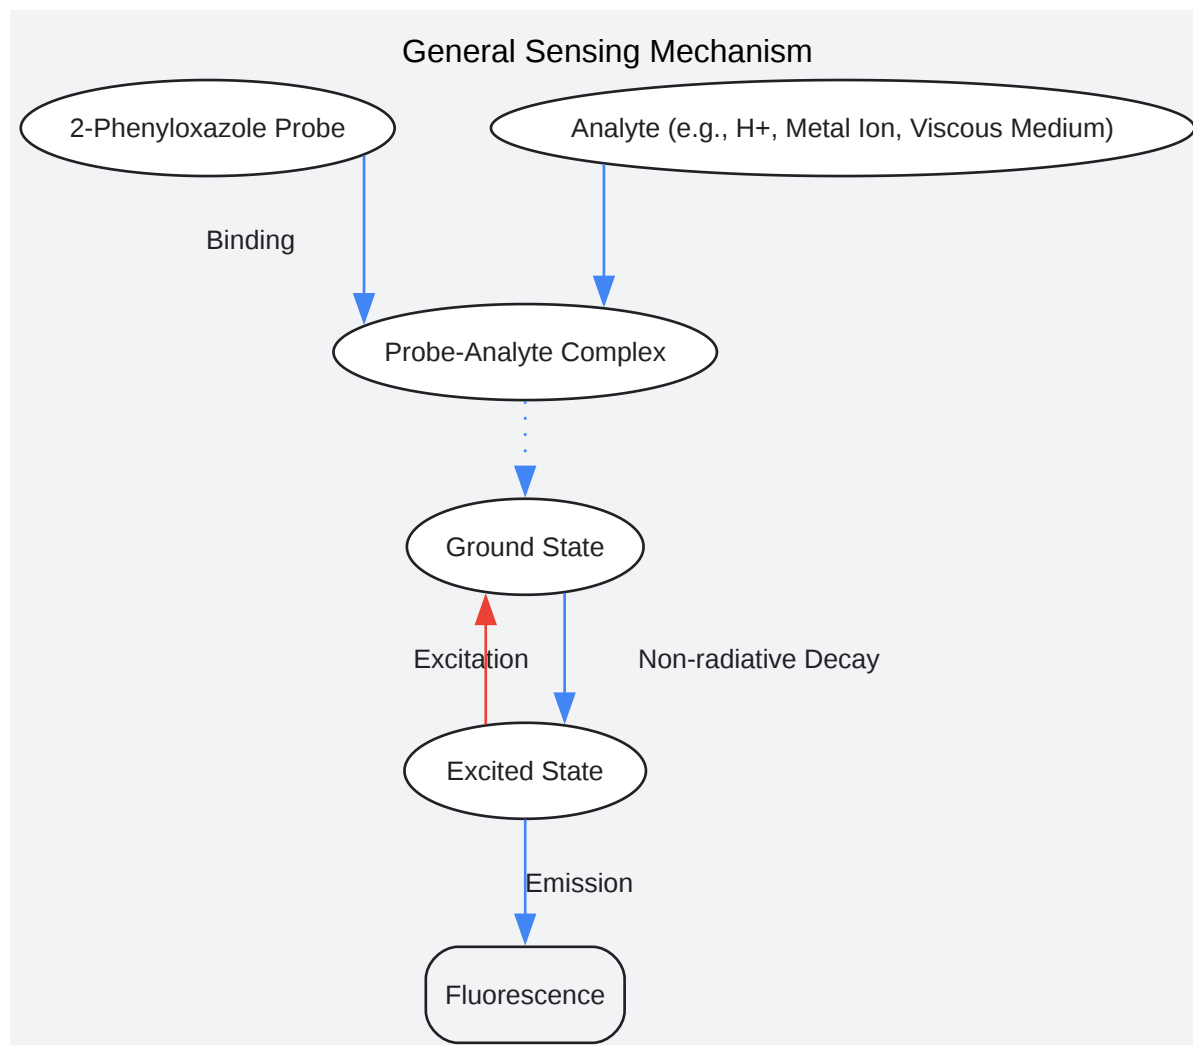 General Sensing Mechanism
2-Phenyloxazole Probe
Analyte (e.g., H+, Metal Ion, Viscous Medium)
Binding
Probe-Analyte Complex
Ground State
Excitation
Non-radiative Decay
Excited State
Emission
Fluorescence